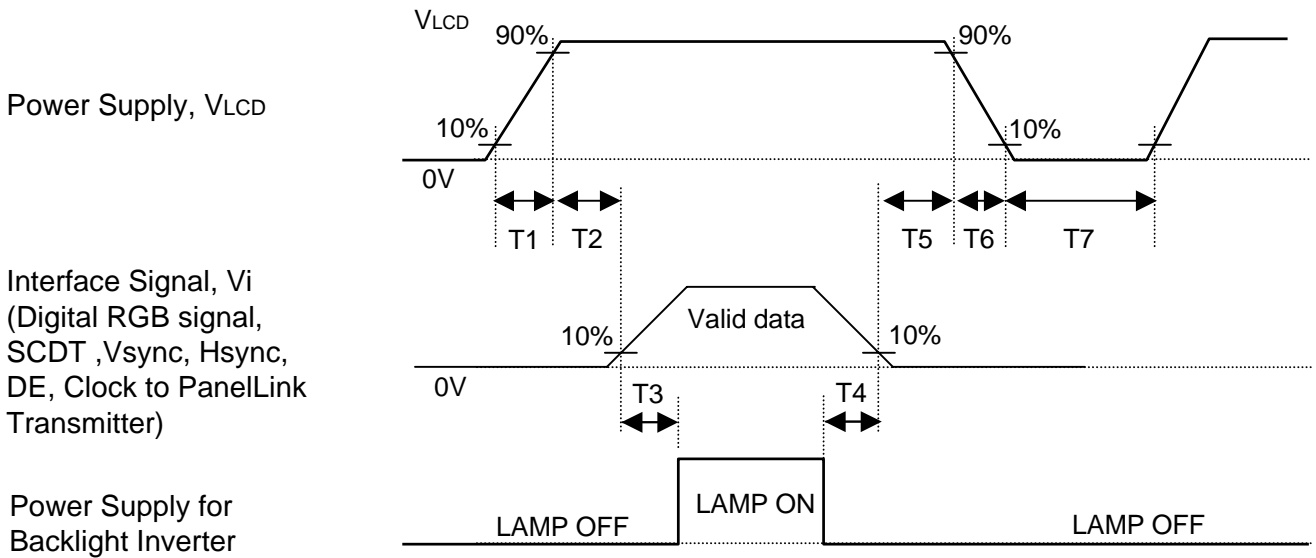 VLCD
90%
90%
Power Supply, VLCD
10%
10%
0V
T1
T2
T5
T6
T7
Interface Signal, Vi
(Digital RGB signal,
SCDT ,Vsync, Hsync,
DE, Clock to PanelLink
Transmitter)
Valid data
10%
10%
0V
T3
T4
Power Supply for
Backlight Inverter
LAMP OFF
LAMP ON
LAMP OFF